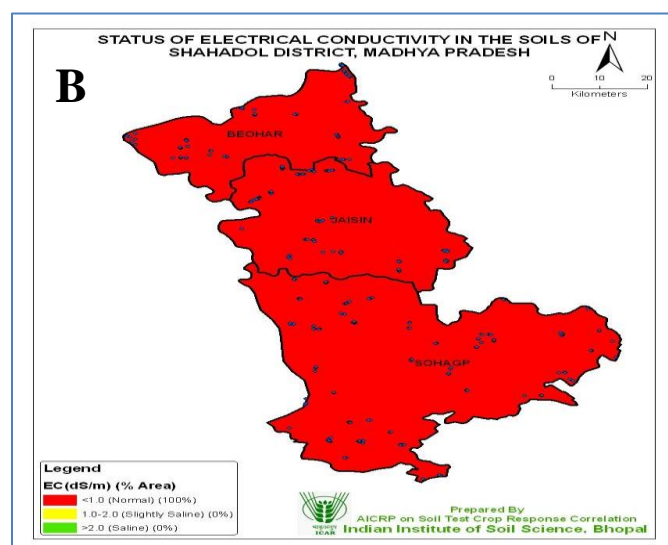 STATUS OF ELECTRICAL CONDUCTIVITY IN THE SOILS OF
SHAHADOL DISTRICT, MADHYA PRADESH
N
B
0 10 20
Kilometers
BEOHAR
JAISIN
SOHAGP
Legend
EC(dS/m) (% Area)
<1.0 (Normal) (100%)
1.0-2.0 (Slightly Saline) (0%)
>2.0 (Saline) (0%)
ICAR
Prepared By
AICRP on Soil Test Crop Response Correlation
Indian Institute of Soil Science, Bhopal